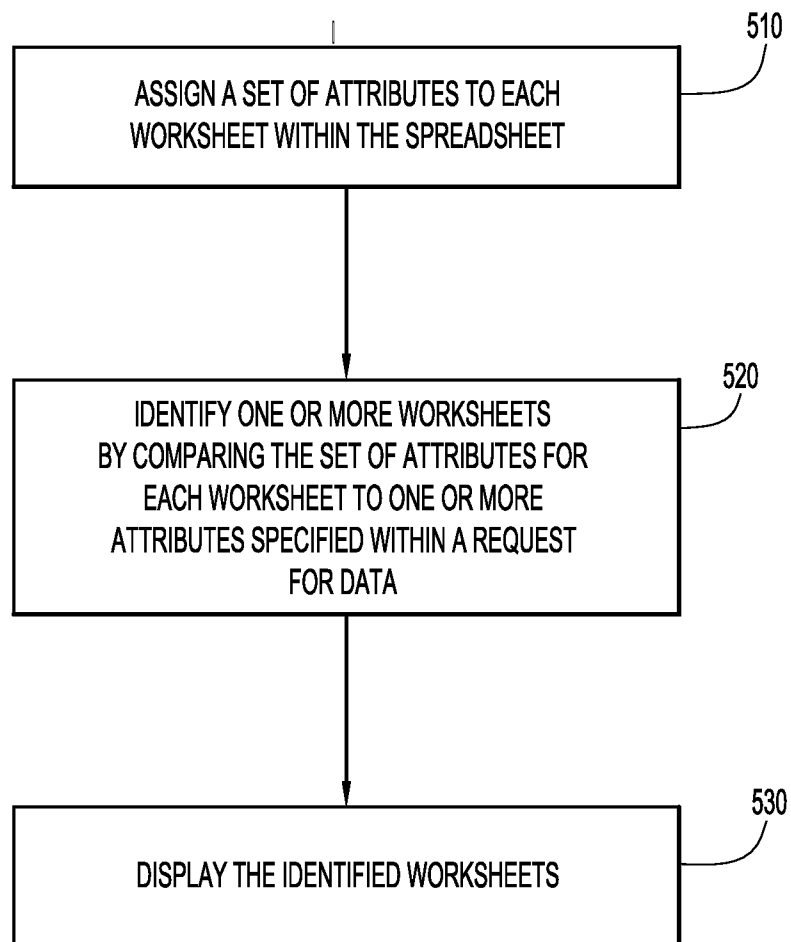 510
ASSIGN A SET OF ATTRIBUTES TO EACH
WORKSHEET WITHIN THE SPREADSHEET
520
IDENTIFY ONE OR MORE WORKSHEETS
BY COMPARING THE SET OF ATTRIBUTES FOR
EACH WORKSHEET TO ONE OR MORE
ATTRIBUTES SPECIFIED WITHIN A REQUEST
FOR DATA
530
DISPLAY THE IDENTIFIED WORKSHEETS